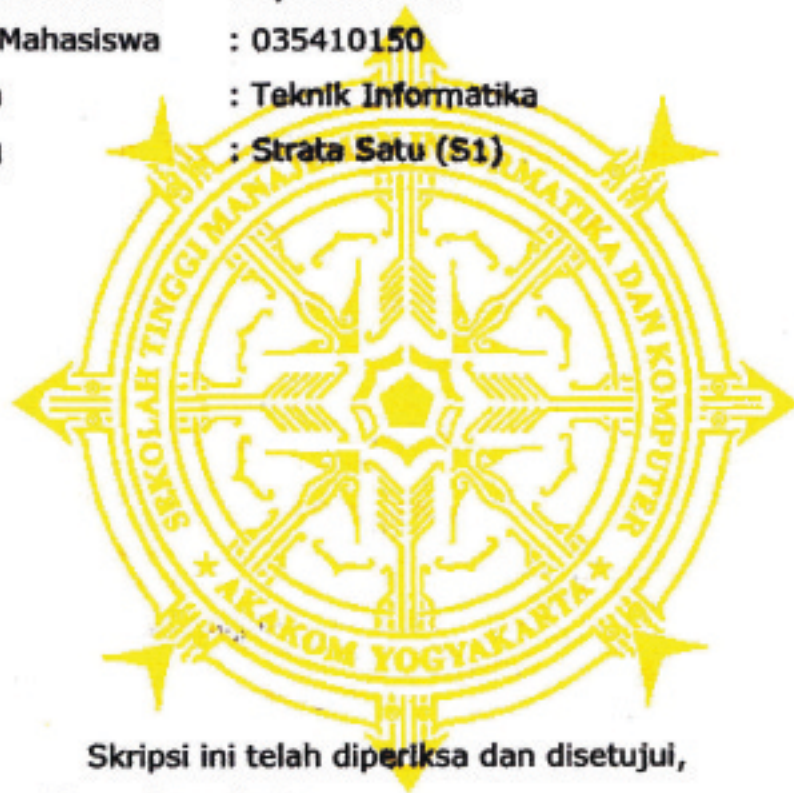 Mahasiswa : 035410150
: Teknik Informatika
: Strata Satu (S1)
SEKOLAH TINGGI MANAJEMEN INFORMATIKA DAN KOMPUTER
★ AKAKOM YOGYAKARTA ★
Skripsi ini telah diperiksa dan disetujui,